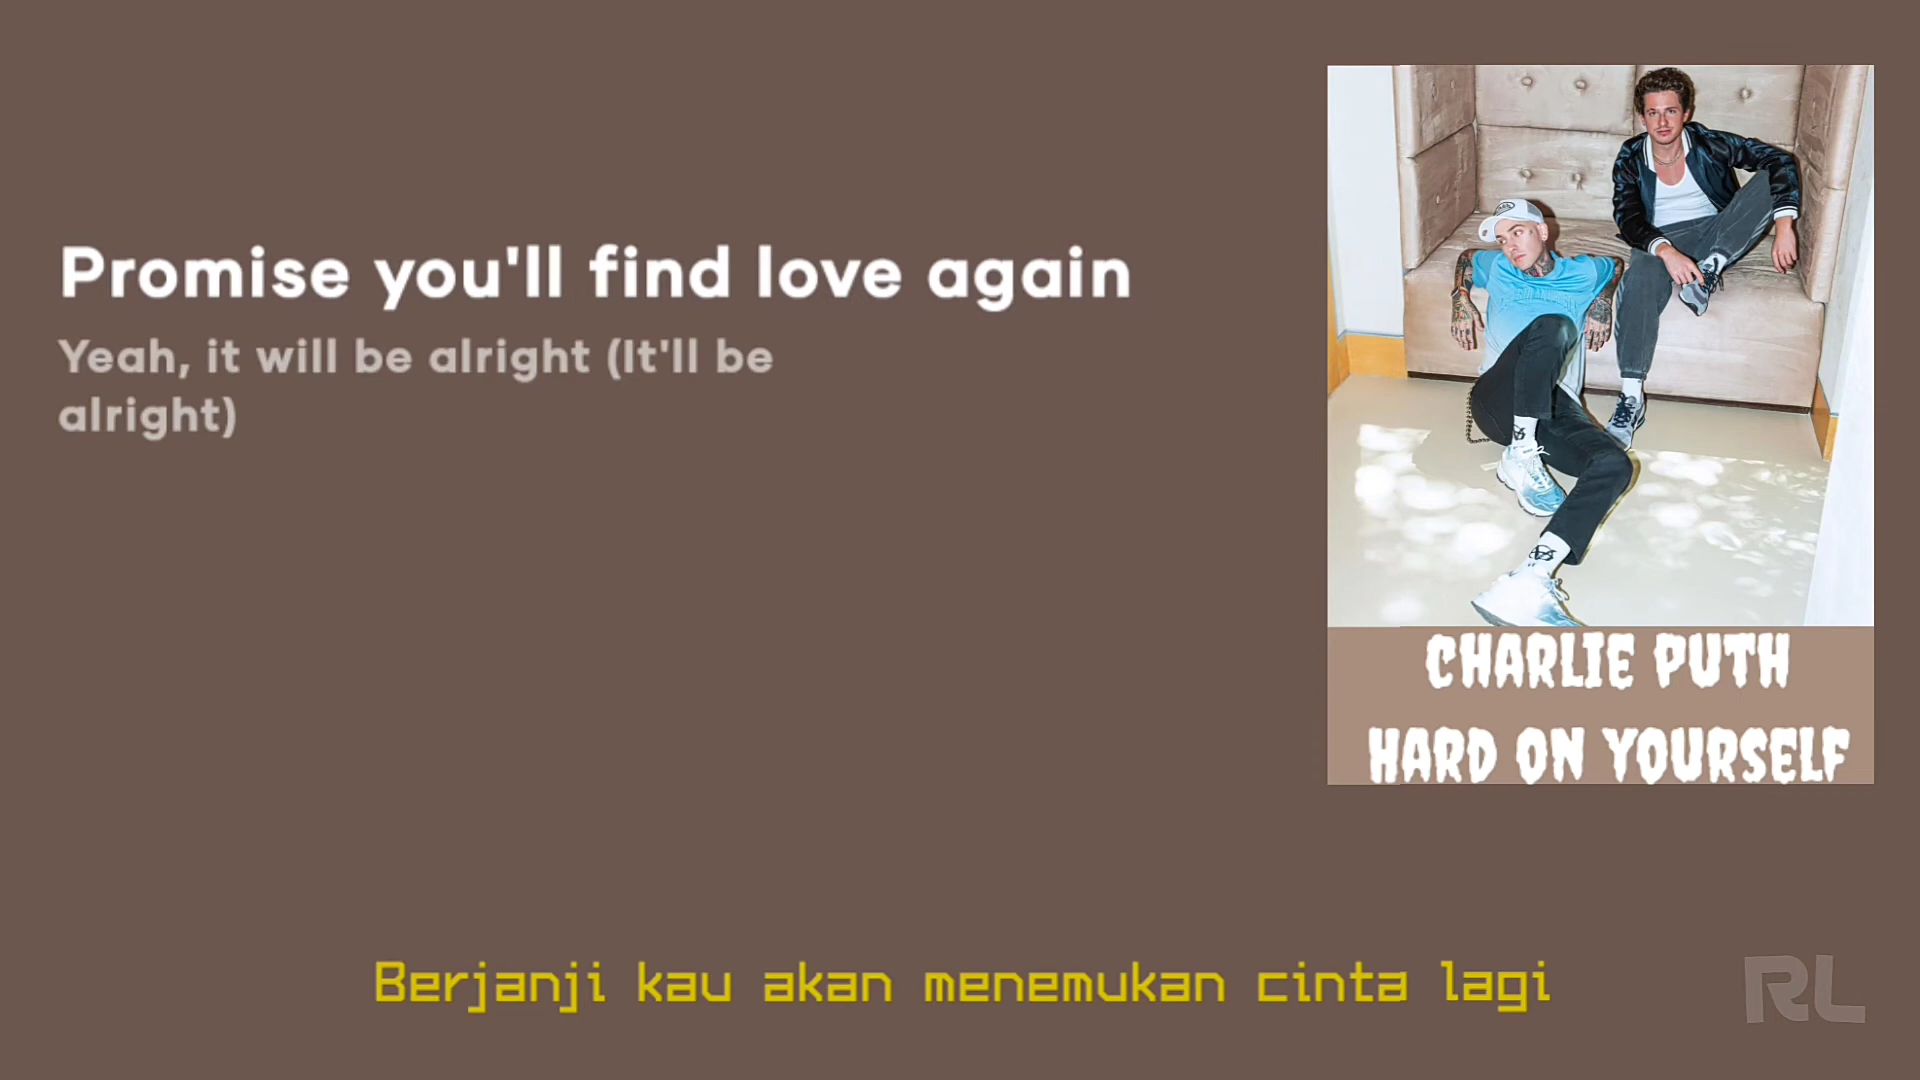 Promise you'll find love again
Yeah, it will be alright (It'll be
alright)
CHARLIE PUTH
HARD ON YOURSELF
Berjanji kau akan menemukan cinta lagi
RL